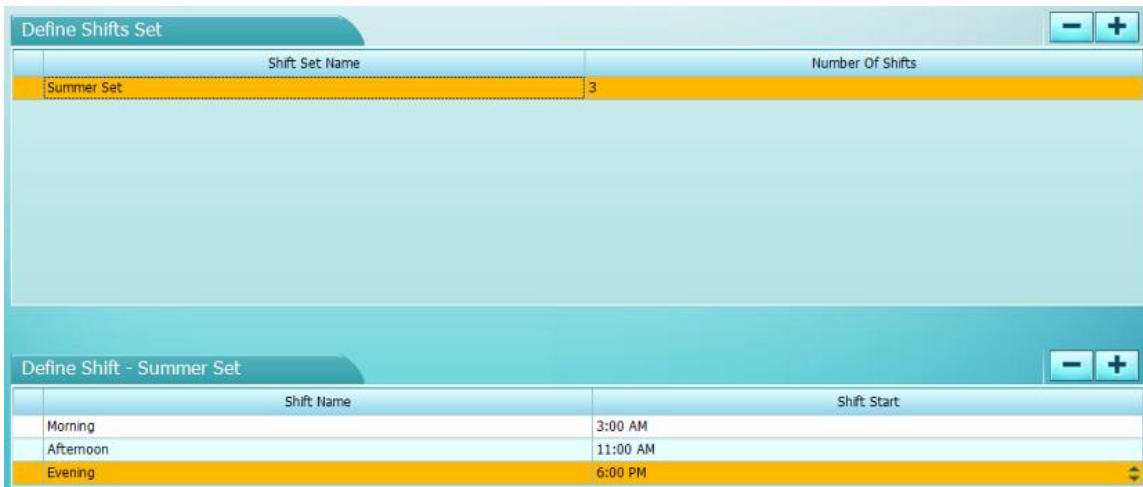 Define Shifts Set
Shift Set Name Number Of Shifts
Summer Set 3
Define Shift - Summer Set
Shift Name Shift Start
Morning 3:00 AM
Afternoon 11:00 AM
Evening 6:00 PM